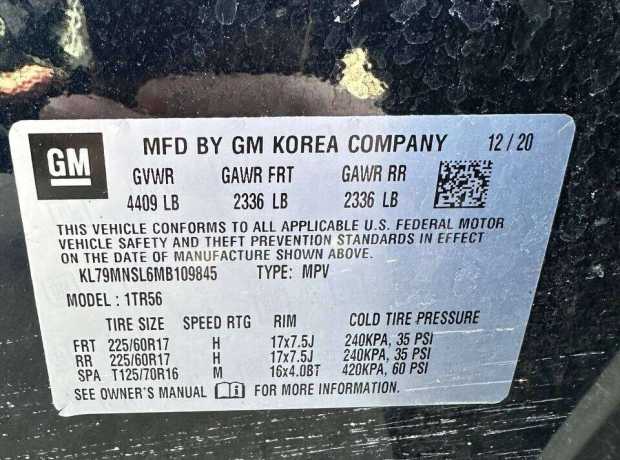 GM MFD BY GM KOREA COMPANY 12/20
GVWR GAWR FRT GAWR RR
4409 LB 2336 LB 2336 LB
THIS VEHICLE CONFORMS TO ALL APPLICABLE U.S. FEDERAL MOTOR
VEHICLE SAFETY AND THEFT PREVENTION STANDARDS IN EFFECT
ON THE DATE OF MANUFACTURE SHOWN ABOVE.
KL79MNSL6MB109845 TYPE: MPV
MODEL : 1TR56
TIRE SIZE SPEED RTG RIM COLD TIRE PRESSURE
FRT 225/60R17 H 17x7.5J 240KPA, 35 PSI
RR 225/60R17 H 17x7.5J 240KPA, 35 PSI
SPA T125/70R16 M 16x4.0BT 420KPA, 60 PSI
SEE OWNER'S MANUAL FOR MORE INFORMATION.